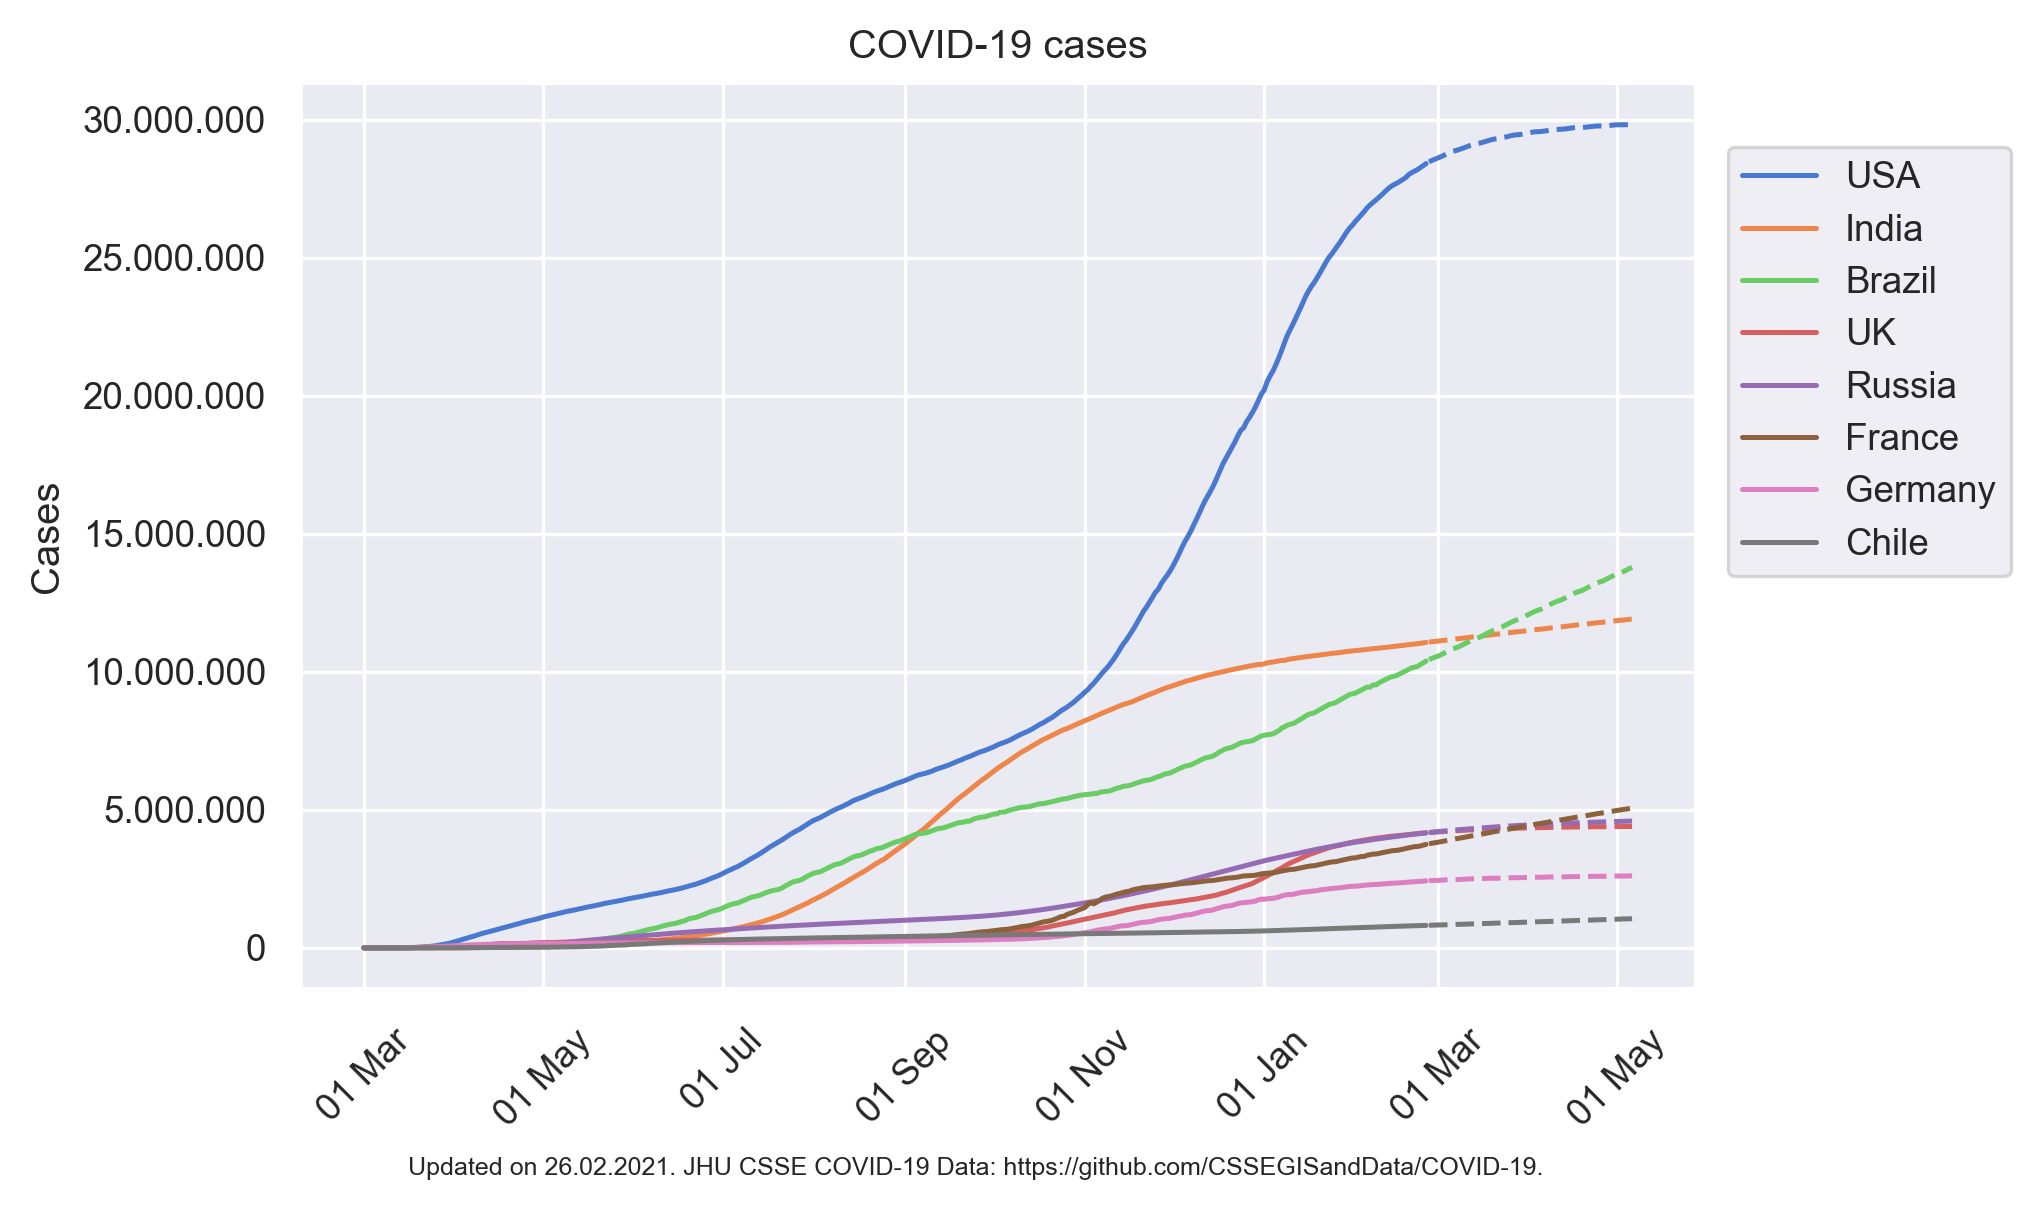 COVID-19 cases
30.000.000
25.000.000
20.000.000
15.000.000
10.000.000
5.000.000
0
Cases
01 Mar
01 May
01 Jul
01 Sep
01 Nov
01 Jan
01 Mar
01 May
USA
India
Brazil
UK
Russia
France
Germany
Chile
Updated on 26.02.2021. JHU CSSE COVID-19 Data: https://github.com/CSSEGISandData/COVID-19.